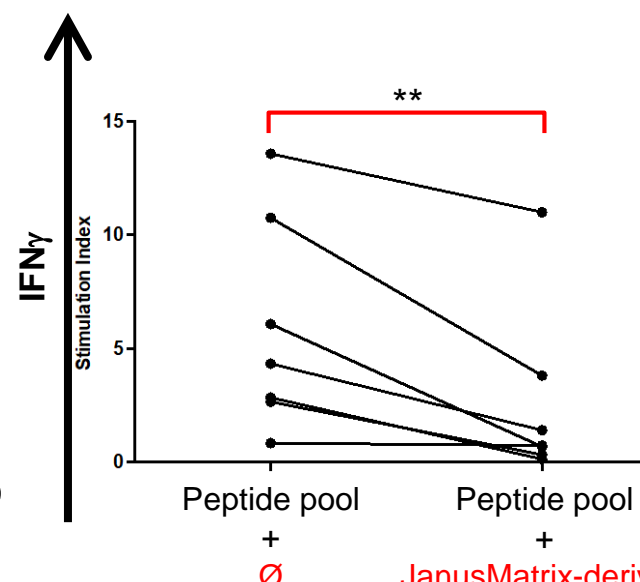 **
15
10
5
0
IFNγ
Stimulation Index
Peptide pool
+
Ø
Peptide pool
+